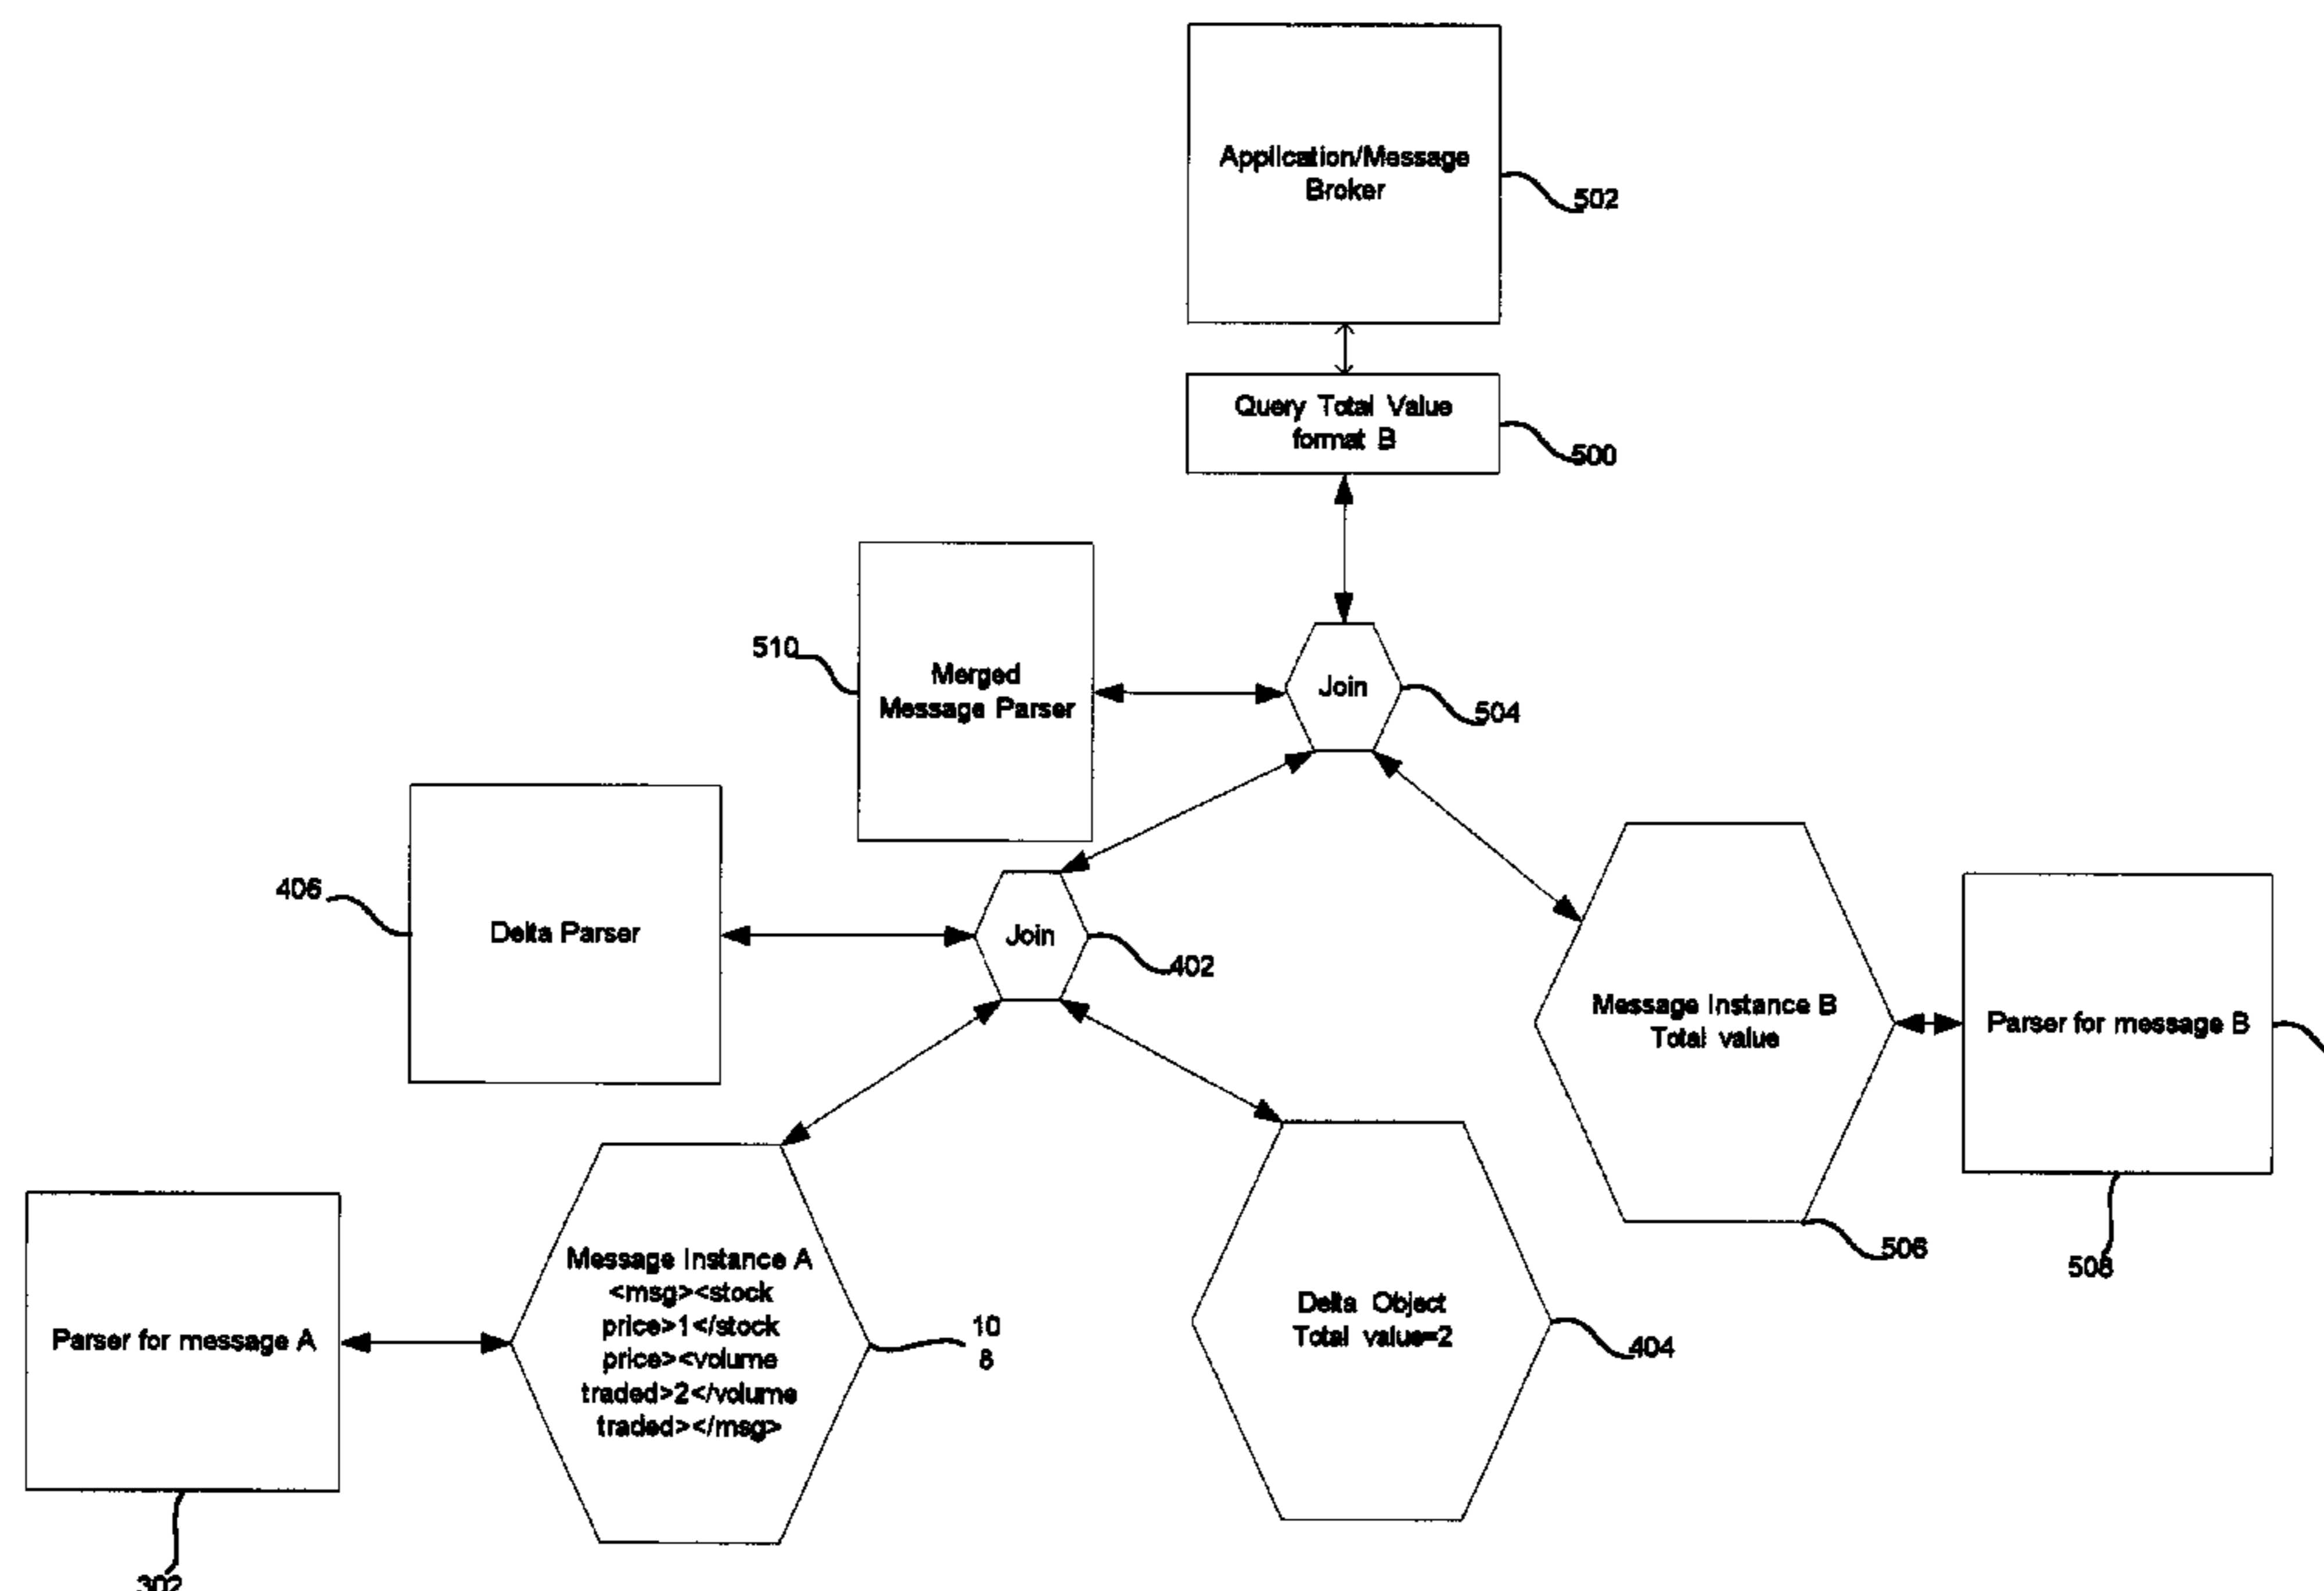 Application/Message
Broker
502
Query Total Value
format B
500
510
Merged
Message Parser
Join
504
406
Delta Parser
Join
402
Message Instance B
Total value
Parser for message B
506
508
Message Instance A
<msg><stock
price>1</stock
price><volume
traded>2</volume
traded></msg>
10
8
Delta Object
Total value=2
404
Parser for message A
302